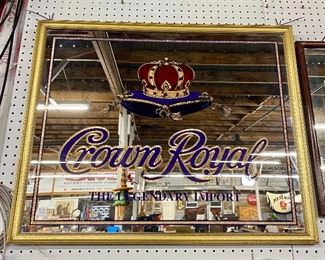 Crown Royal
THE LEGENDARY IMPORT